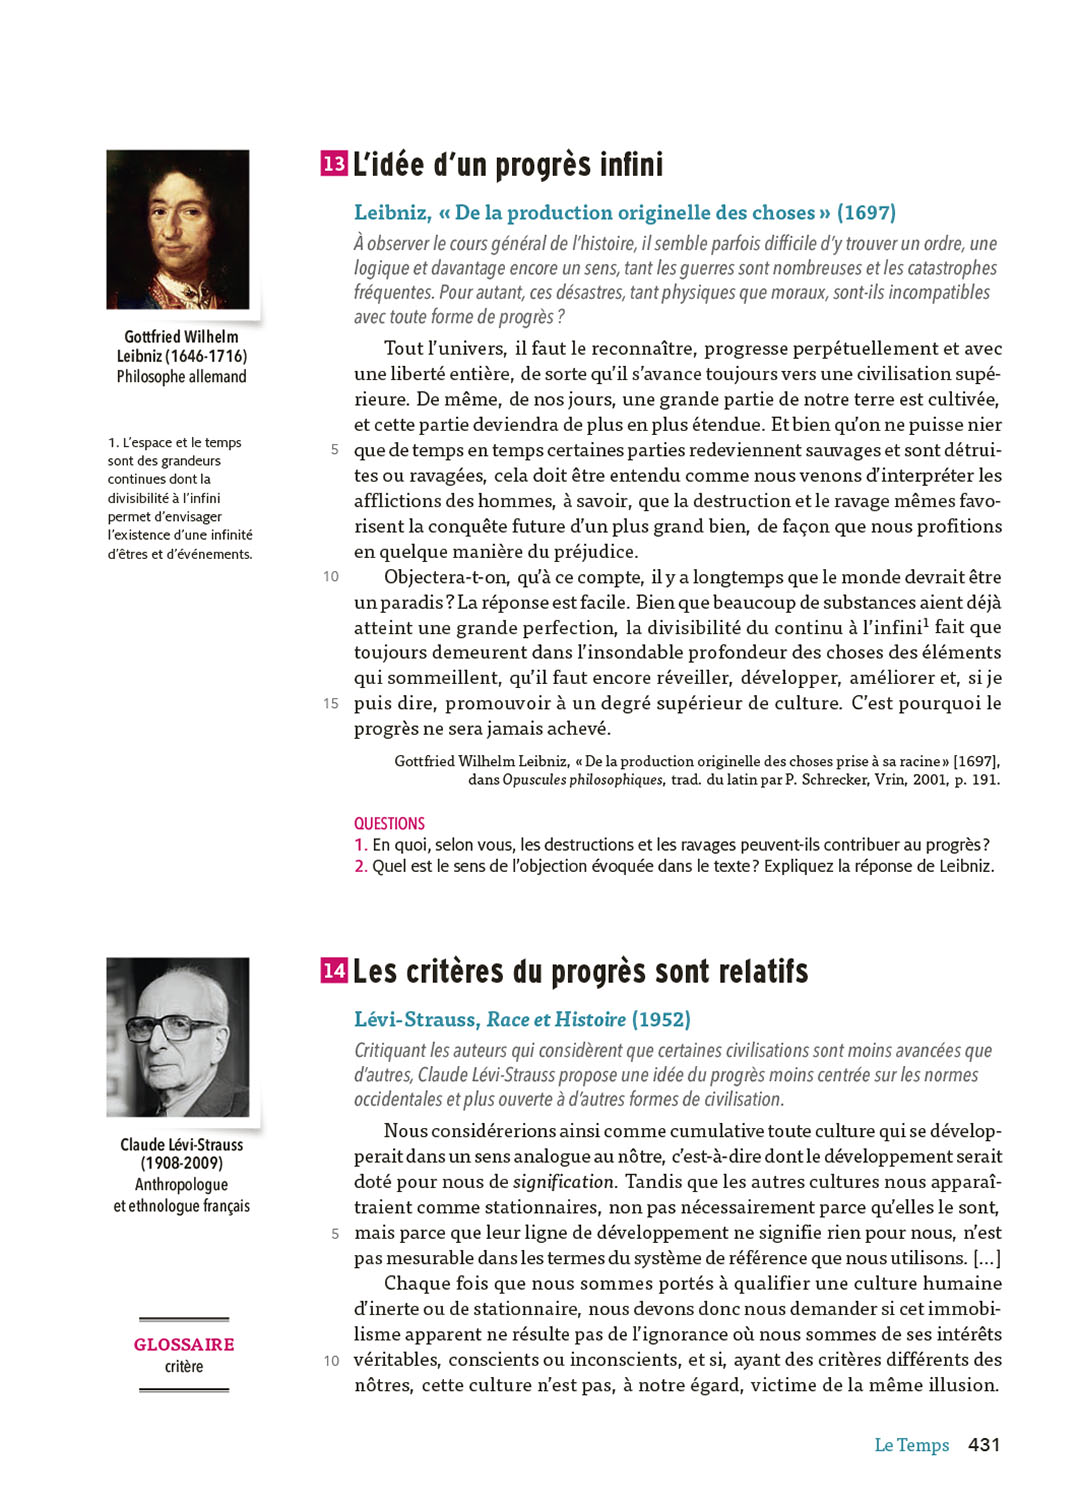 13 L’idée d’un progrès infini
Leibniz, « De la production originelle des choses » (1697)
À observer le cours général de l’histoire, il semble parfois difficile d’y trouver un ordre, une
logique et davantage encore un sens, tant les guerres sont nombreuses et les catastrophes
fréquentes. Pour autant, ces désastres, tant physiques que moraux, sont-ils incompatibles
avec toute forme de progrès ?
Gottfried Wilhelm
Leibniz (1646-1716)
Philosophe allemand
1. L’espace et le temps
sont des grandeurs
continues dont la
divisibilité à l’infini
permet d’envisager
l’existence d’une infinité
d’êtres et d’événements.
Tout l’univers, il faut le reconnaître, progresse perpétuellement et avec
une liberté entière, de sorte qu’il s’avance toujours vers une civilisation supé-
rieure. De même, de nos jours, une grande partie de notre terre est cultivée,
et cette partie deviendra de plus en plus étendue. Et bien qu’on ne puisse nier
5 que de temps en temps certaines parties redeviennent sauvages et sont détrui-
tes ou ravagées, cela doit être entendu comme nous venons d’interpréter les
afflictions des hommes, à savoir, que la destruction et le ravage mêmes favo-
risent la conquête future d’un plus grand bien, de façon que nous profitions
en quelque manière du préjudice.
10 Objectera-t-on, qu’à ce compte, il y a longtemps que le monde devrait être
un paradis ? La réponse est facile. Bien que beaucoup de substances aient déjà
atteint une grande perfection, la divisibilité du continu à l’infini¹ fait que
toujours demeurent dans l’insondable profondeur des choses des éléments
qui sommeillent, qu’il faut encore réveiller, développer, améliorer et, si je
15 puis dire, promouvoir à un degré supérieur de culture. C’est pourquoi le
progrès ne sera jamais achevé.
Gottfried Wilhelm Leibniz, « De la production originelle des choses prise à sa racine » [1697],
dans Opuscules philosophiques, trad. du latin par P. Schrecker, Vrin, 2001, p. 191.
QUESTIONS
1. En quoi, selon vous, les destructions et les ravages peuvent-ils contribuer au progrès ?
2. Quel est le sens de l’objection évoquée dans le texte ? Expliquez la réponse de Leibniz.
14 Les critères du progrès sont relatifs
Lévi-Strauss, Race et Histoire (1952)
Critiquant les auteurs qui considèrent que certaines civilisations sont moins avancées que
d’autres, Claude Lévi-Strauss propose une idée du progrès moins centrée sur les normes
occidentales et plus ouverte à d’autres formes de civilisation.
Claude Lévi-Strauss
(1908-2009)
Anthropologue
et ethnologue français
Nous considérerions ainsi comme cumulative toute culture qui se dévelop-
perait dans un sens analogue au nôtre, c’est-à-dire dont le développement serait
doté pour nous de signification. Tandis que les autres cultures nous apparaî-
traient comme stationnaires, non pas nécessairement parce qu’elles le sont,
5 mais parce que leur ligne de développement ne signifie rien pour nous, n’est
pas mesurable dans les termes du système de référence que nous utilisons. [...]
Chaque fois que nous sommes portés à qualifier une culture humaine
d’inerte ou de stationnaire, nous devons donc nous demander si cet immobi-
lisme apparent ne résulte pas de l’ignorance où nous sommes de ses intérêts
10 véritables, conscients ou inconscients, et si, ayant des critères différents des
nôtres, cette culture n’est pas, à notre égard, victime de la même illusion.
GLOSSAIRE
critère
Le Temps 431